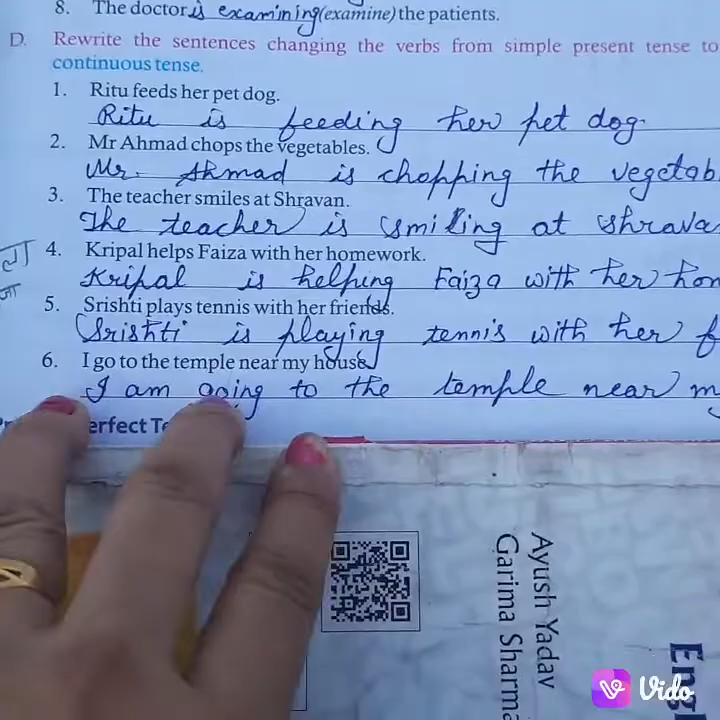 8. The doctor is examining (examine) the patients.
D. Rewrite the sentences changing the verbs from simple present tense to
continuous tense.
1. Ritu feeds her pet dog.
Ritu is feeding her pet dog.
2. Mr Ahmad chops the vegetables.
Mr. Ahmad is chopping the vegetab
3. The teacher smiles at Shravan.
The teacher is smiling at Shrava
4. Kripal helps Faiza with her homework.
Kripal is helping Faiza with her hom
5. Srishti plays tennis with her friends.
Srishti is playing tennis with her f
6. I go to the temple near my house.
I am going to the temple near m
erfect Te
Ayush Yadav
Garima Sharma
Engl
Vido